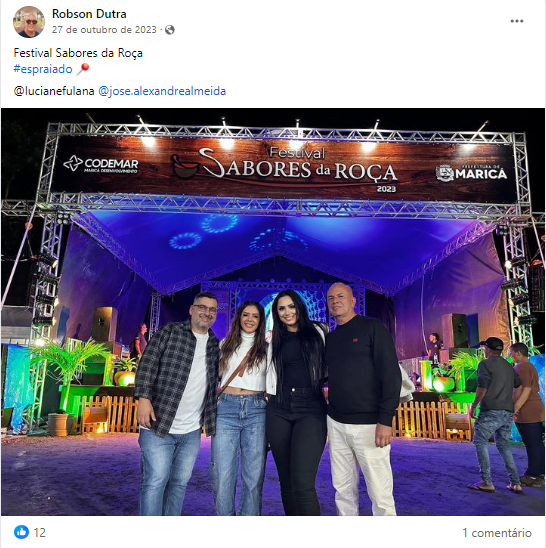 Robson Dutra
27 de outubro de 2023 ·
Festival Sabores da Roça
#espraiado
@lucianefulana @jose.alexandrealmeida
CODEMAR
MARICÁ DESENVOLVIMENTO
Festival
SABORES DA ROÇA
2023
PREFEITURA DE
MARICÁ
12
1 comentário